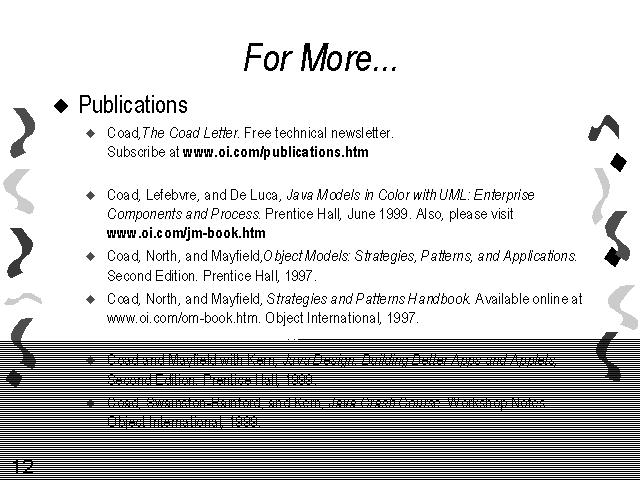 For More...
Publications
Coad,The Coad Letter. Free technical newsletter.
Subscribe at www.oi.com/publications.htm
Coad, Lefebvre, and De Luca, Java Models in Color with UML: Enterprise
Components and Process. Prentice Hall, June 1999. Also, please visit
www.oi.com/jm-book.htm
Coad, North, and Mayfield,Object Models: Strategies, Patterns, and Applications.
Second Edition. Prentice Hall, 1997.
Coad, North, and Mayfield, Strategies and Patterns Handbook. Available online at
www.oi.com/om-book.htm. Object International, 1997.
Coad and Mayfield with Kern, Java Design: Building Better Apps and Applets,
Second Edition. Prentice Hall, 1999.
Coad, and Kern, Java Crash Course. Workshop Notes.
Object International, 1998.
12